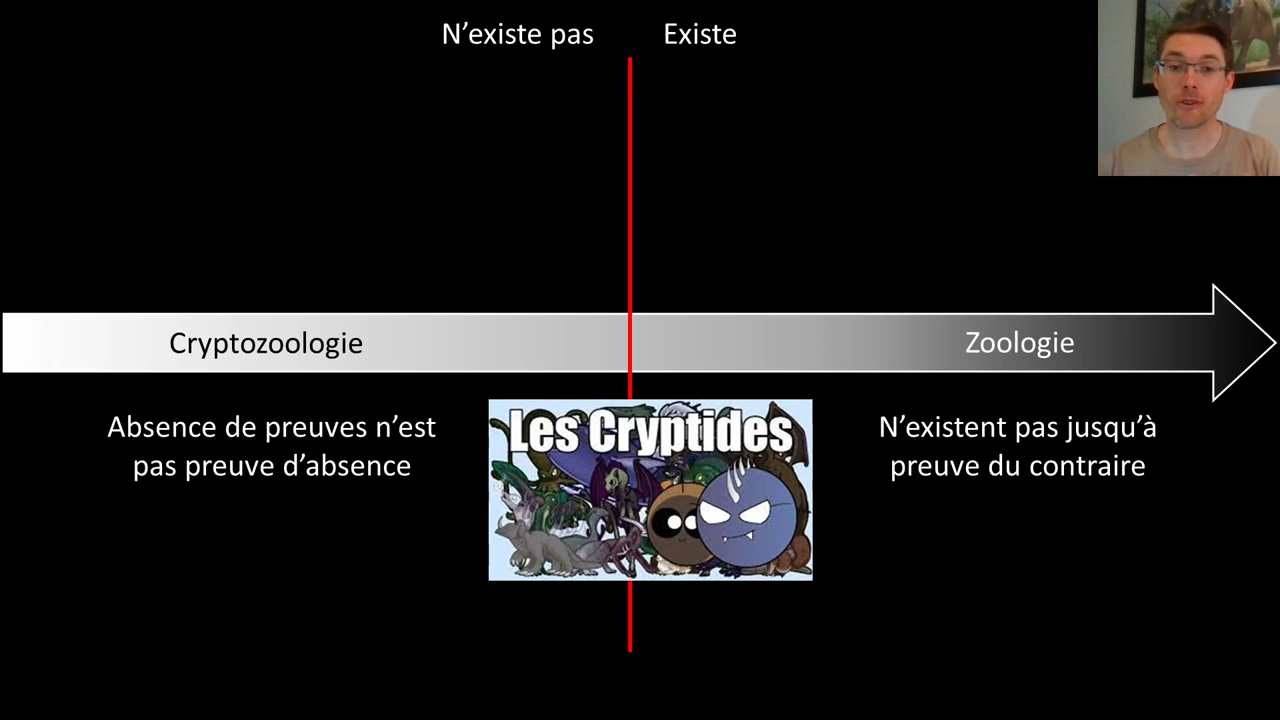 N’existe pas
Existe
Cryptozoologie
Zoologie
Absence de preuves n’est
pas preuve d’absence
Les Cryptides
N’existent pas jusqu’à
preuve du contraire